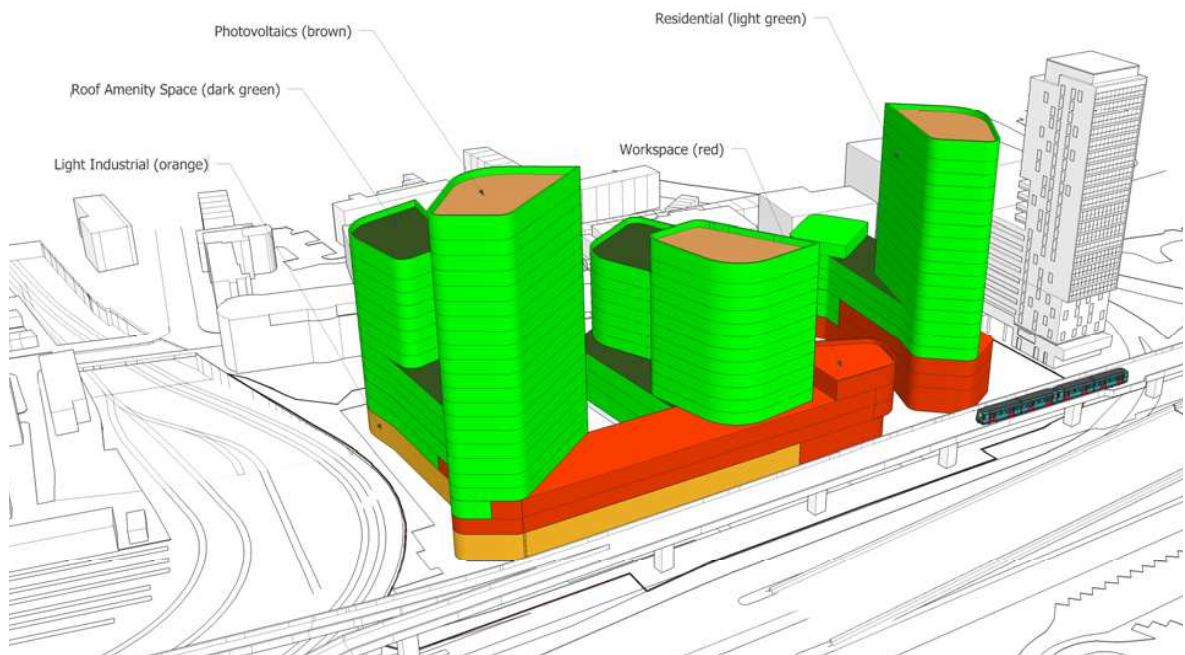 Residential (light green)
Photovoltaics (brown)
Roof Amenity Space (dark green)
Workspace (red)
Light Industrial (orange)